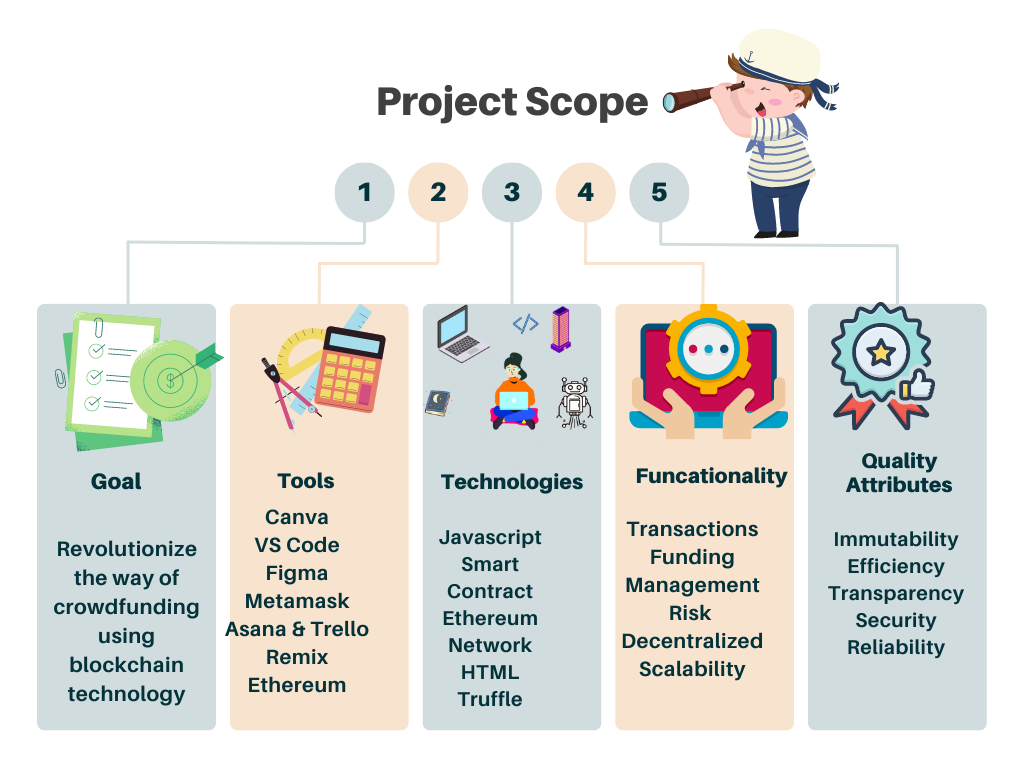 Project Scope
1 2 3 4 5
Goal
Revolutionize
the way of
crowdfunding
using
blockchain
technology
Tools
Canva
VS Code
Figma
Metamask
Asana & Trello
Remix
Ethereum
Technologies
Javascript
Smart
Contract
Ethereum
Network
HTML
Truffle
Funcationality
Transactions
Funding
Management
Risk
Decentralized
Scalability
Quality
Attributes
Immutability
Efficiency
Transparency
Security
Reliability